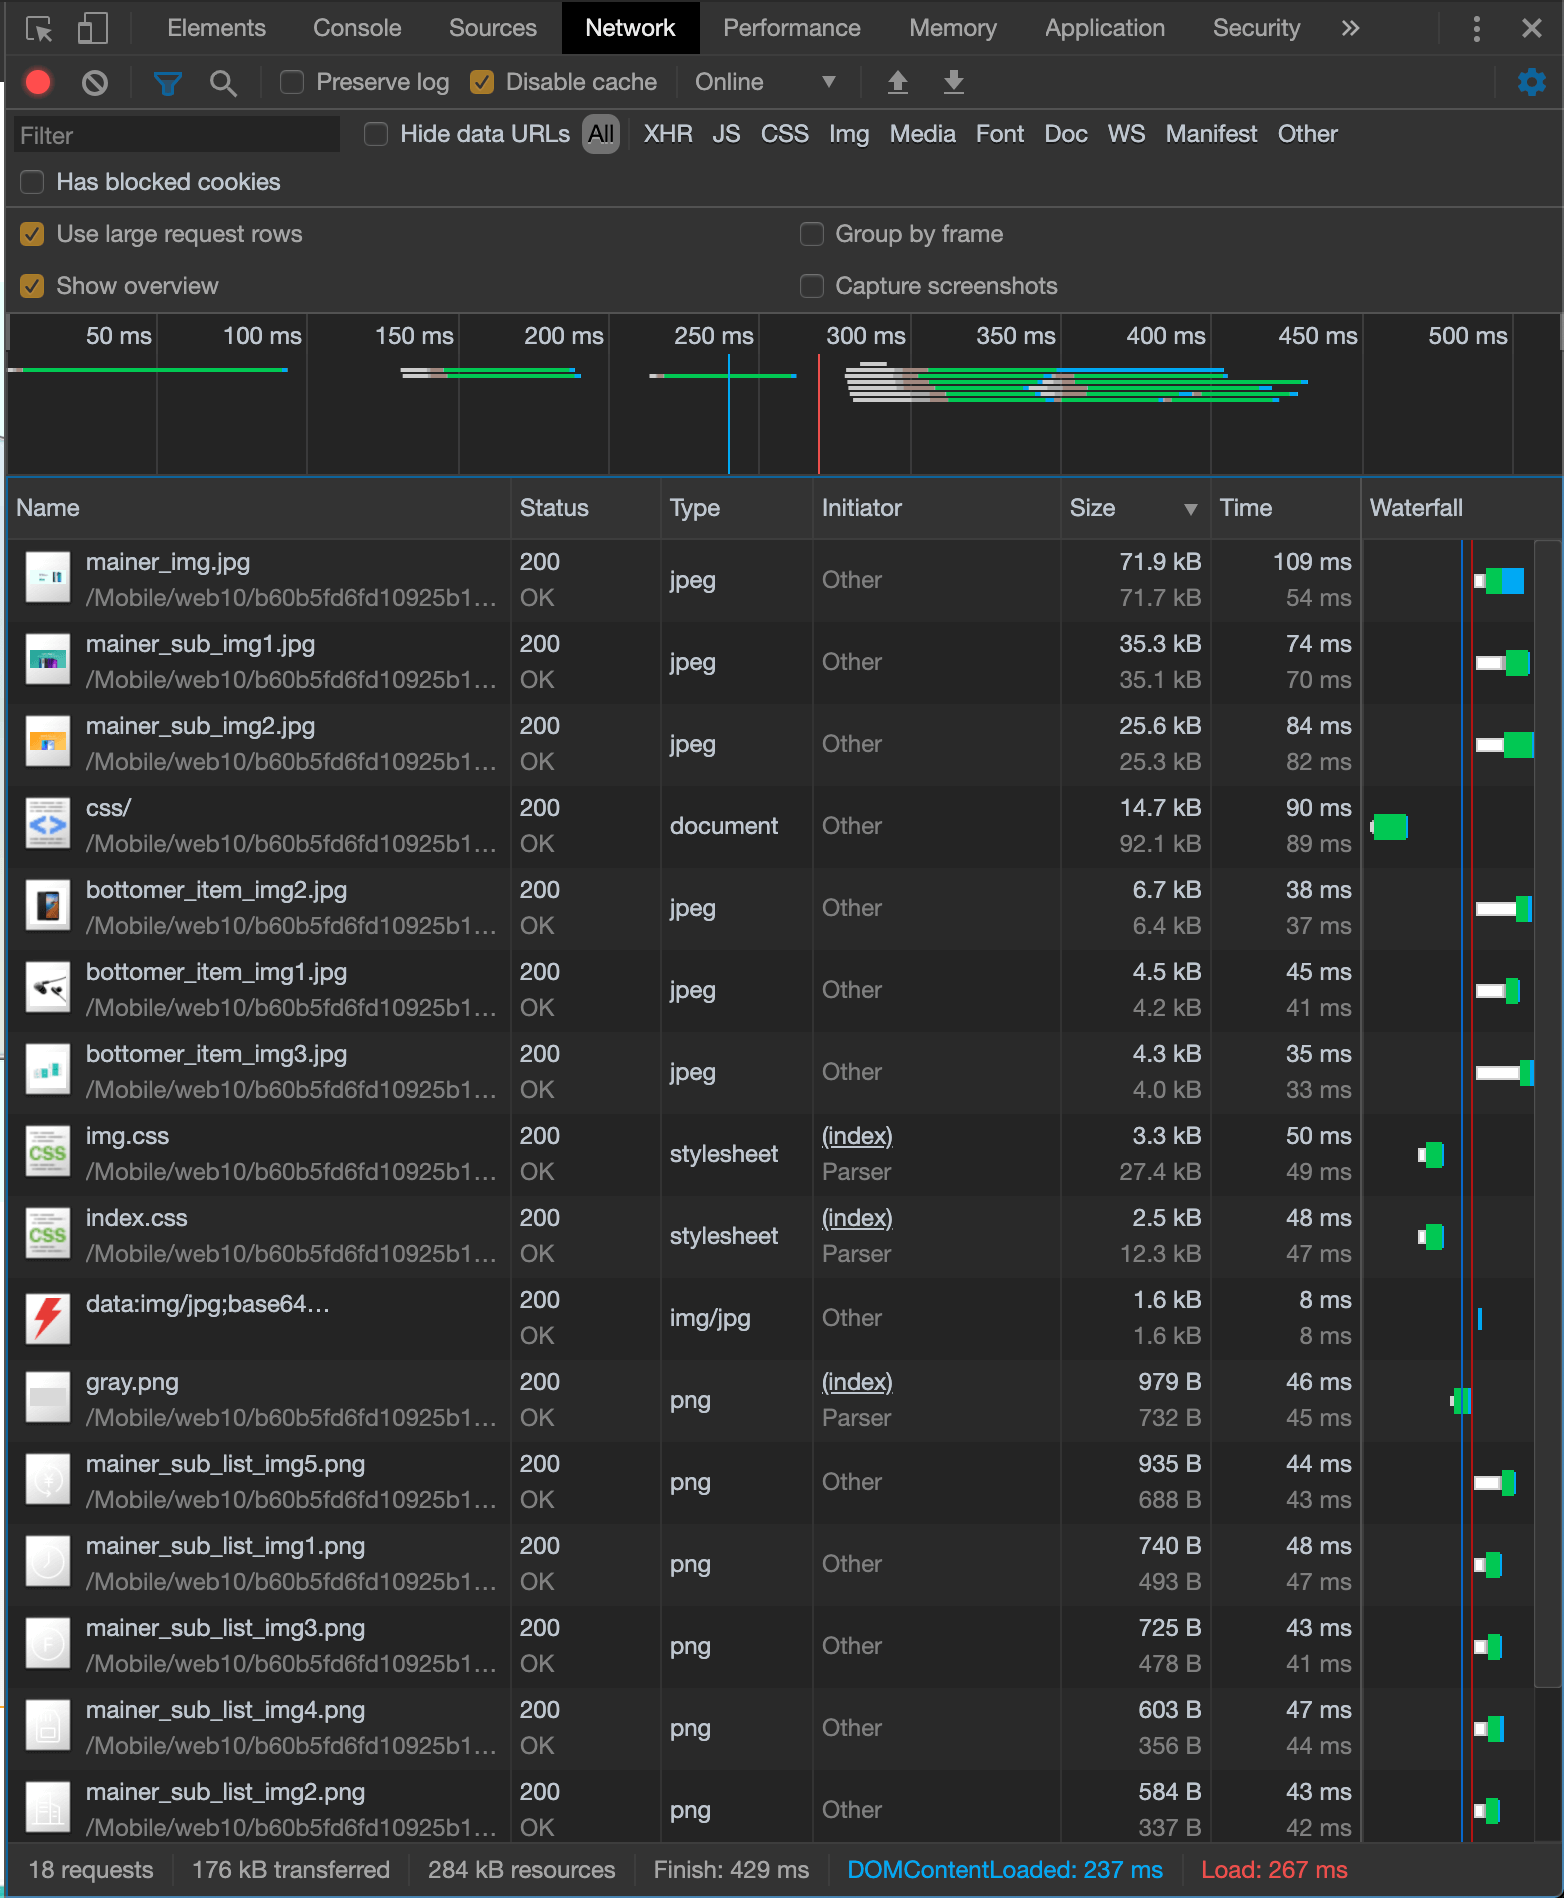 Elements Console Sources Network Performance Memory Application Security
Preserve log Disable cache Online
Filter Hide data URLs All XHR JS CSS Img Media Font Doc WS Manifest Other
Has blocked cookies
Use large request rows Group by frame
Show overview Capture screenshots
50 ms 100 ms 150 ms 200 ms 250 ms 300 ms 350 ms 400 ms 450 ms 500 ms
Name Status Type Initiator Size Time Waterfall
mainer_img.jpg 200 jpeg Other 71.9 kB 109 ms
/Mobile/web10/b60b5fd6fd10925b1… OK 71.7 kB 54 ms
mainer_sub_img1.jpg 200 jpeg Other 35.3 kB 74 ms
/Mobile/web10/b60b5fd6fd10925b1… OK 35.1 kB 70 ms
mainer_sub_img2.jpg 200 jpeg Other 25.6 kB 84 ms
/Mobile/web10/b60b5fd6fd10925b1… OK 25.3 kB 82 ms
css/ 200 document Other 14.7 kB 90 ms
/Mobile/web10/b60b5fd6fd10925b1… OK 92.1 kB 89 ms
bottomer_item_img2.jpg 200 jpeg Other 6.7 kB 38 ms
/Mobile/web10/b60b5fd6fd10925b1… OK 6.4 kB 37 ms
bottomer_item_img1.jpg 200 jpeg Other 4.5 kB 45 ms
/Mobile/web10/b60b5fd6fd10925b1… OK 4.2 kB 41 ms
bottomer_item_img3.jpg 200 jpeg Other 4.3 kB 35 ms
/Mobile/web10/b60b5fd6fd10925b1… OK 4.0 kB 33 ms
CSS img.css 200 stylesheet (index) 3.3 kB 50 ms
/Mobile/web10/b60b5fd6fd10925b1… OK Parser 27.4 kB 49 ms
CSS index.css 200 stylesheet (index) 2.5 kB 48 ms
/Mobile/web10/b60b5fd6fd10925b1… OK Parser 12.3 kB 47 ms
data:img/jpg;base64… 200 img/jpg Other 1.6 kB 8 ms
OK 1.6 kB 8 ms
gray.png 200 png (index) 979 B 46 ms
/Mobile/web10/b60b5fd6fd10925b1… OK Parser 732 B 45 ms
mainer_sub_list_img5.png 200 png Other 935 B 44 ms
/Mobile/web10/b60b5fd6fd10925b1… OK 688 B 43 ms
mainer_sub_list_img1.png 200 png Other 740 B 48 ms
/Mobile/web10/b60b5fd6fd10925b1… OK 493 B 47 ms
mainer_sub_list_img3.png 200 png Other 725 B 43 ms
/Mobile/web10/b60b5fd6fd10925b1… OK 478 B 41 ms
mainer_sub_list_img4.png 200 png Other 603 B 47 ms
/Mobile/web10/b60b5fd6fd10925b1… OK 356 B 44 ms
mainer_sub_list_img2.png 200 png Other 584 B 43 ms
/Mobile/web10/b60b5fd6fd10925b1… OK 337 B 42 ms
18 requests 176 kB transferred 284 kB resources Finish: 429 ms DOMContentLoaded: 237 ms Load: 267 ms